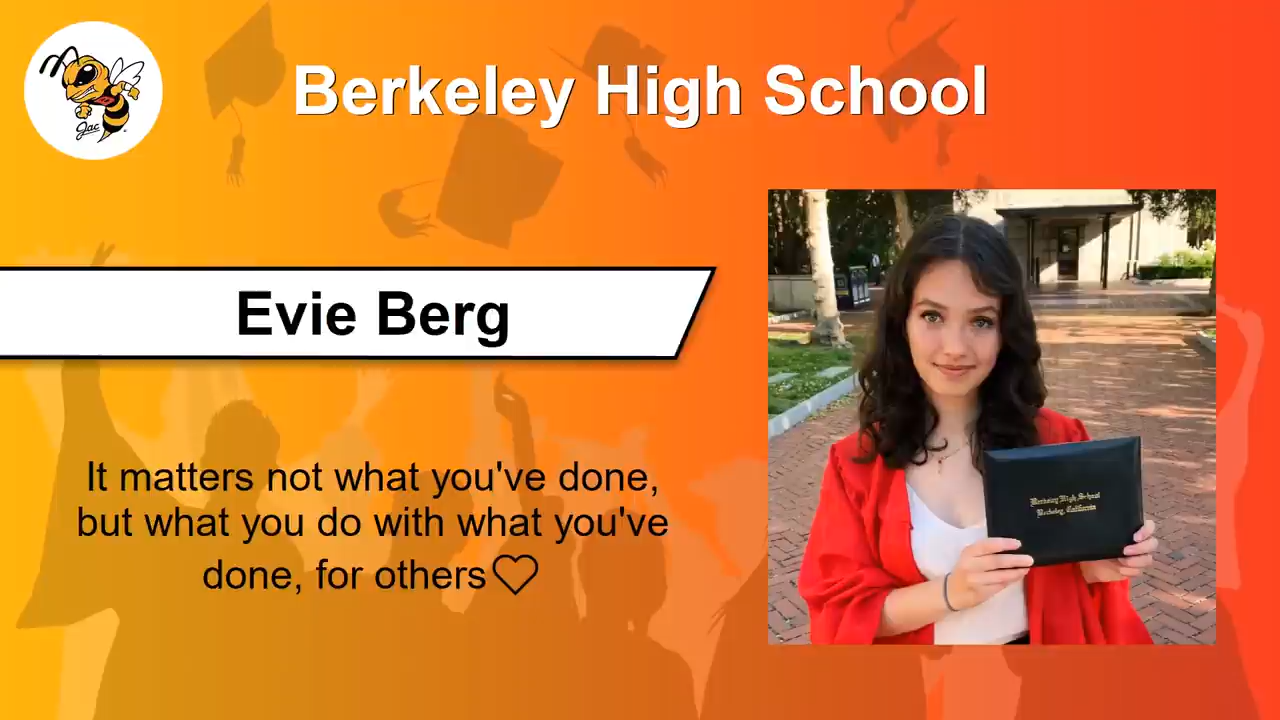 Berkeley High School
Jac
Evie Berg
It matters not what you've done,
but what you do with what you've
done, for others♡
Berkeley High School
Berkeley, California